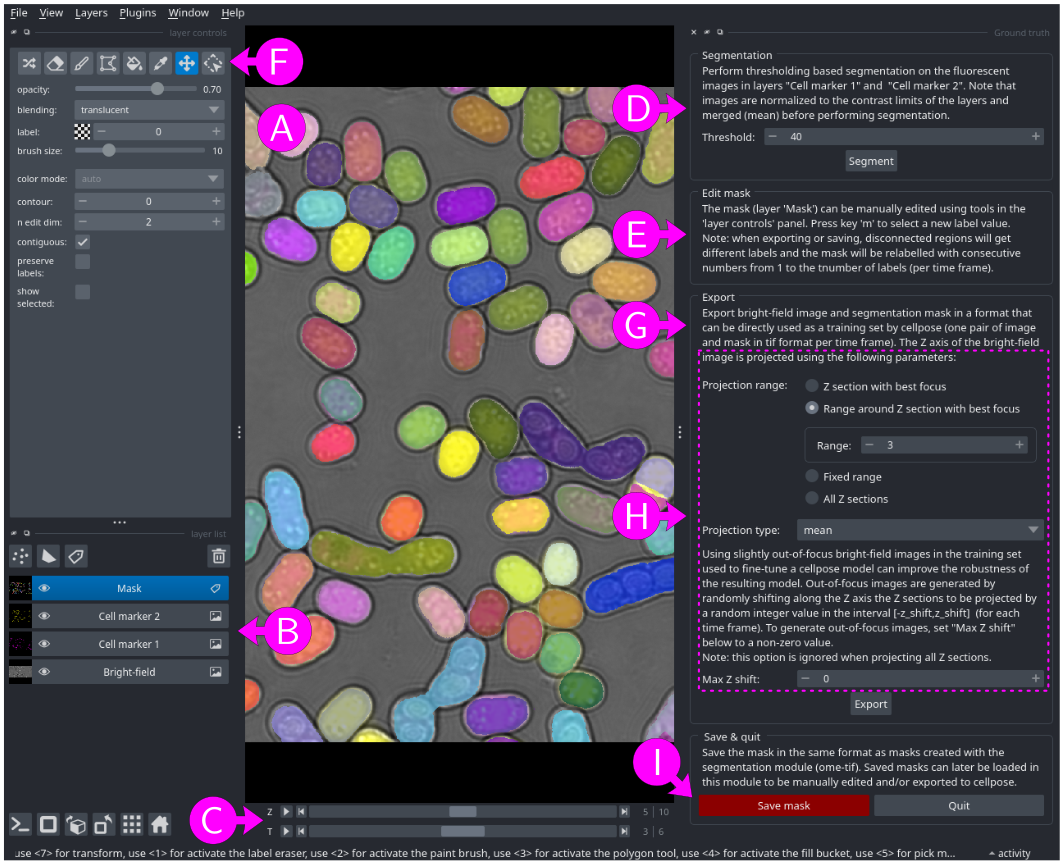 File View Layers Plugins Window Help
layer controls
opacity: 0.70
blending: translucent
label: 0
brush size: 10
color mode: auto
contour: 0
n edit dim: 2
contiguous:
preserve
labels:
show
selected:
layer list
Mask
Cell marker 2
Cell marker 1
Bright-field
F
A
B
C
D
E
G
H
I
Z 5 | 10
T 3 | 6
Ground truth
Segmentation
Perform thresholding based segmentation on the fluorescent
images in layers "Cell marker 1" and "Cell marker 2". Note that
images are normalized to the contrast limits of the layers and
merged (mean) before performing segmentation.
Threshold: 40
Segment
Edit mask
The mask (layer 'Mask') can be manually edited using tools in the
'layer controls' panel. Press key 'm' to select a new label value.
Note: when exporting or saving, disconnected regions will get
different labels and the mask will be relabelled with consecutive
numbers from 1 to the tnumber of labels (per time frame).
Export
Export bright-field image and segmentation mask in a format that
can be directly used as a training set by cellpose (one pair of image
and mask in tif format per time frame). The Z axis of the bright-field
image is projected using the following parameters:
Projection range:
Z section with best focus
Range around Z section with best focus
Range: 3
Fixed range
All Z sections
Projection type: mean
Using slightly out-of-focus bright-field images in the training set
used to fine-tune a cellpose model can improve the robustness of
the resulting model. Out-of-focus images are generated by
randomly shifting along the Z axis the Z sections to be projected by
a random integer value in the interval [-z_shift,z_shift] (for each
time frame). To generate out-of-focus images, set "Max Z shift"
below to a non-zero value.
Note: this option is ignored when projecting all Z sections.
Max Z shift: 0
Export
Save & quit
Save the mask in the same format as masks created with the
segmentation module (ome-tif). Saved masks can later be loaded in
this module to be manually edited and/or exported to cellpose.
Save mask Quit
use <7> for transform, use <1> for activate the label eraser, use <2> for activate the paint brush, use <3> for activate the polygon tool, use <4> for activate the fill bucket, use <5> for pick m... activity